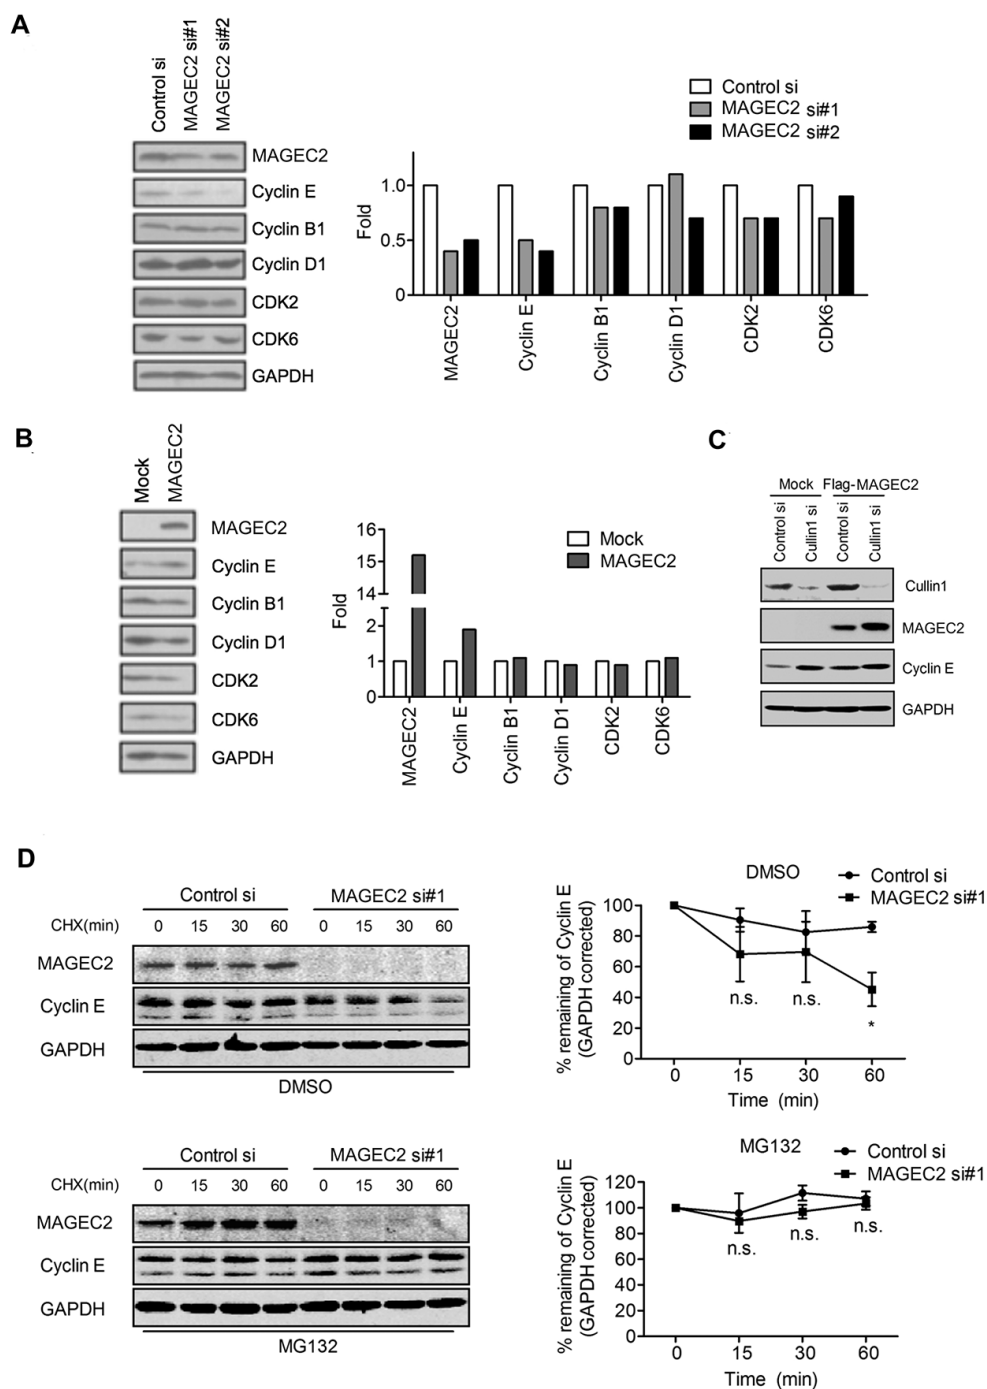 A
Control si
MAGEC2 si#1
MAGEC2 si#2
MAGEC2
Cyclin E
Cyclin B1
Cyclin D1
CDK2
CDK6
GAPDH
Control si
MAGEC2 si#1
MAGEC2 si#2
Fold
1.0
0.5
0
MAGEC2
Cyclin E
Cyclin B1
Cyclin D1
CDK2
CDK6
B
Mock
MAGEC2
MAGEC2
Cyclin E
Cyclin B1
Cyclin D1
CDK2
CDK6
GAPDH
Mock
MAGEC2
Fold
16
15
14
2
1
0
MAGEC2
Cyclin E
Cyclin B1
Cyclin D1
CDK2
CDK6
C
Mock Flag-MAGEC2
Control si
Cullin1 si
Control si
Cullin1 si
Cullin1
MAGEC2
Cyclin E
GAPDH
D
Control si MAGEC2 si#1
CHX(min) 0 15 30 60 0 15 30 60
MAGEC2
Cyclin E
GAPDH
DMSO
DMSO
Control si
MAGEC2 si#1
% remaining of Cyclin E
(GAPDH corrected)
100
80
60
40
20
0
n.s. n.s. *
0 15 30 60
Time (min)
Control si MAGEC2 si#1
CHX(min) 0 15 30 60 0 15 30 60
MAGEC2
Cyclin E
GAPDH
MG132
MG132
Control si
MAGEC2 si#1
% remaining of Cyclin E
(GAPDH corrected)
120
100
80
60
40
20
0
n.s. n.s. n.s.
0 15 30 60
Time (min)